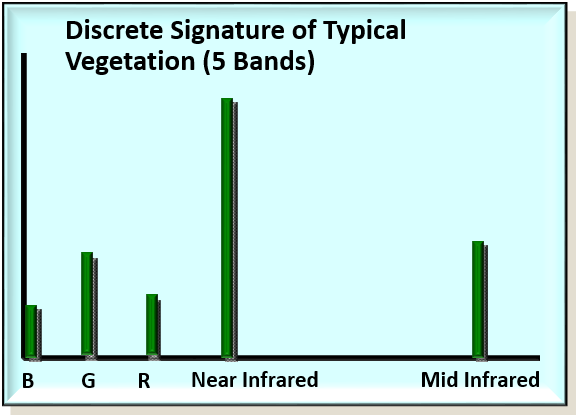 Discrete Signature of Typical
Vegetation (5 Bands)
B G R Near Infrared Mid Infrared